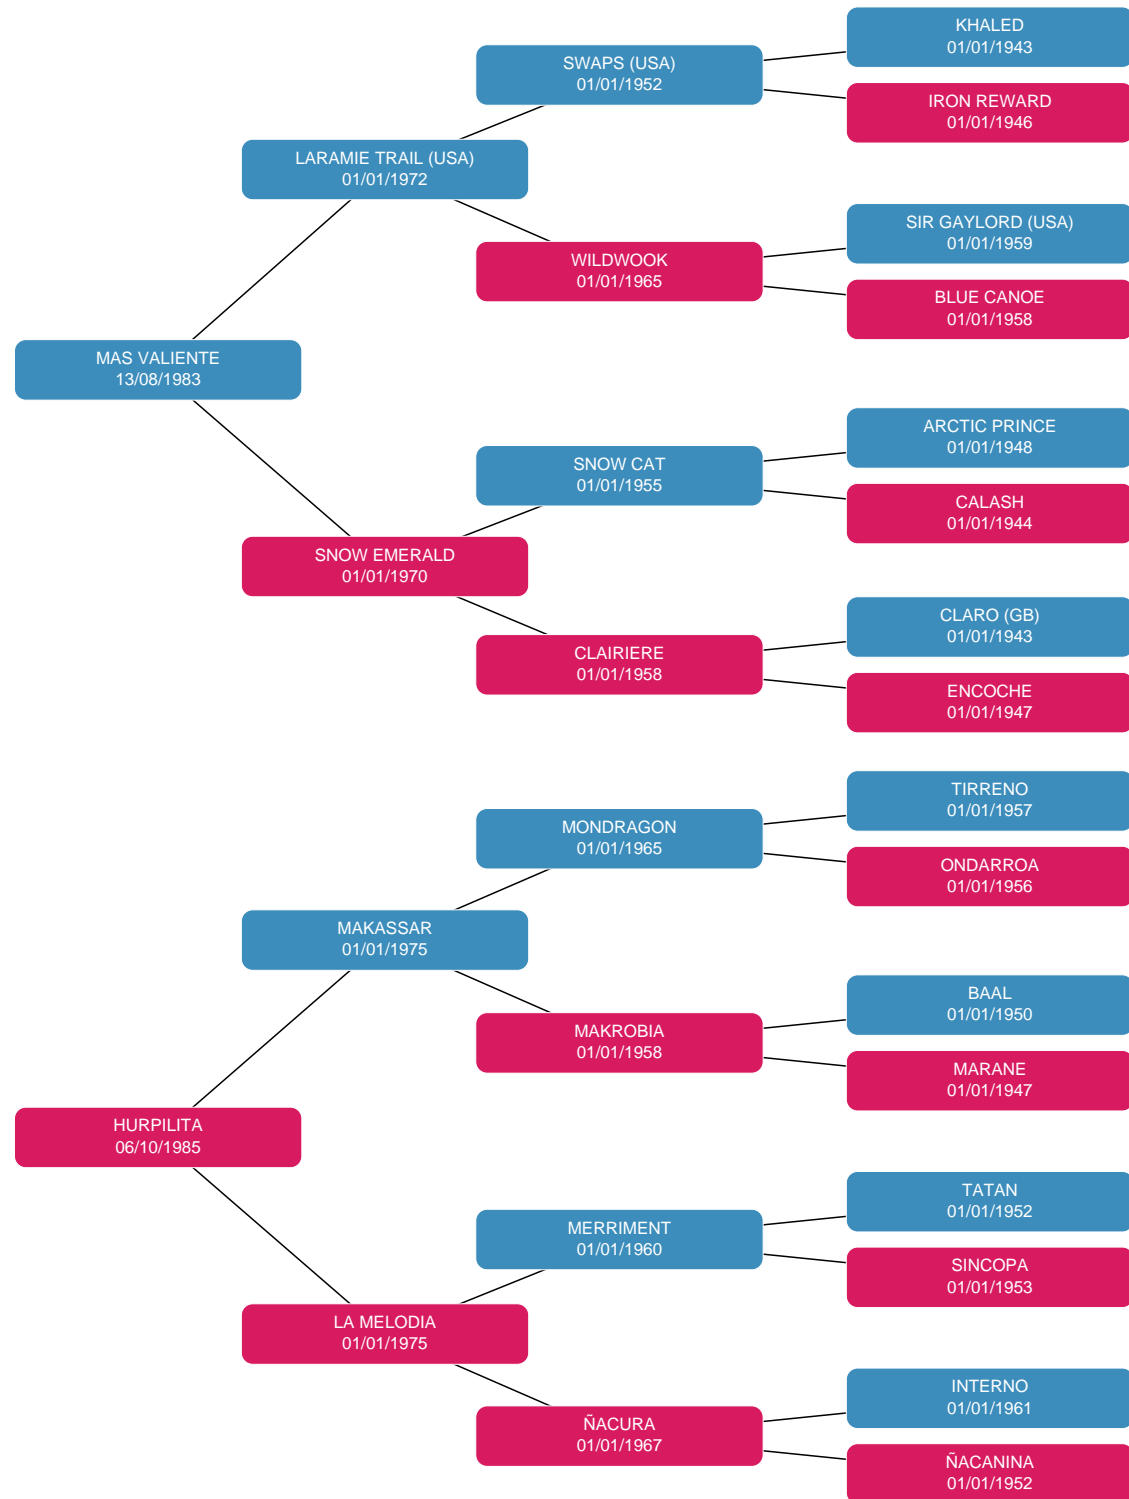 KHALED
01/01/1943
SWAPS (USA)
01/01/1952
IRON REWARD
01/01/1946
LARAMIE TRAIL (USA)
01/01/1972
SIR GAYLORD (USA)
01/01/1959
WILDWOOK
01/01/1965
BLUE CANOE
01/01/1958
MAS VALIENTE
13/08/1983
ARCTIC PRINCE
01/01/1948
SNOW CAT
01/01/1955
CALASH
01/01/1944
SNOW EMERALD
01/01/1970
CLARO (GB)
01/01/1943
CLAIRIERE
01/01/1958
ENCOCHE
01/01/1947
TIRRENO
01/01/1957
MONDRAGON
01/01/1965
ONDARROA
01/01/1956
MAKASSAR
01/01/1975
BAAL
01/01/1950
MAKROBIA
01/01/1958
MARANE
01/01/1947
HURPILITA
06/10/1985
TATAN
01/01/1952
MERRIMENT
01/01/1960
SINCOPA
01/01/1953
LA MELODIA
01/01/1975
INTERNO
01/01/1961
ÑACURA
01/01/1967
ÑACANINA
01/01/1952